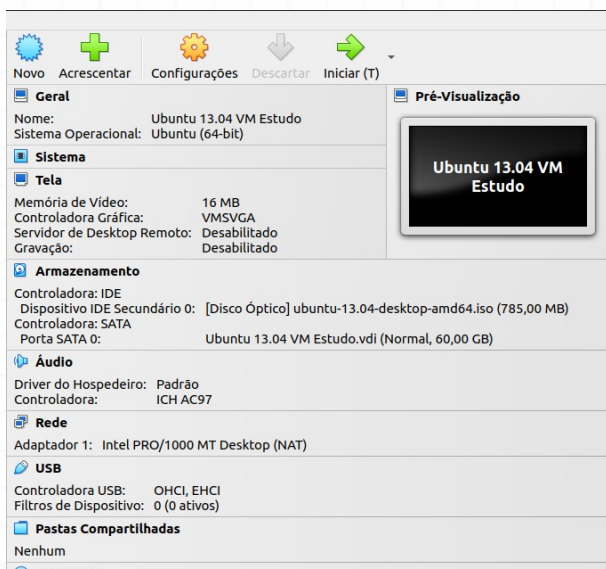 Novo Acrescentar Configurações Descartar Iniciar (T)
Geral
Nome: Ubuntu 13.04 VM Estudo
Sistema Operacional: Ubuntu (64-bit)
Pré-Visualização
Ubuntu 13.04 VM
Estudo
Sistema
Tela
Memória de Vídeo: 16 MB
Controladora Gráfica: VMSVGA
Servidor de Desktop Remoto: Desabilitado
Gravação: Desabilitado
Armazenamento
Controladora: IDE
Dispositivo IDE Secundário 0: [Disco Óptico] ubuntu-13.04-desktop-amd64.iso (785,00 MB)
Controladora: SATA
Porta SATA 0: Ubuntu 13.04 VM Estudo.vdi (Normal, 60,00 GB)
Áudio
Driver do Hospedeiro: Padrão
Controladora: ICH AC97
Rede
Adaptador 1: Intel PRO/1000 MT Desktop (NAT)
USB
Controladora USB: OHCI, EHCI
Filtros de Dispositivo: 0 (0 ativos)
Pastas Compartilhadas
Nenhum